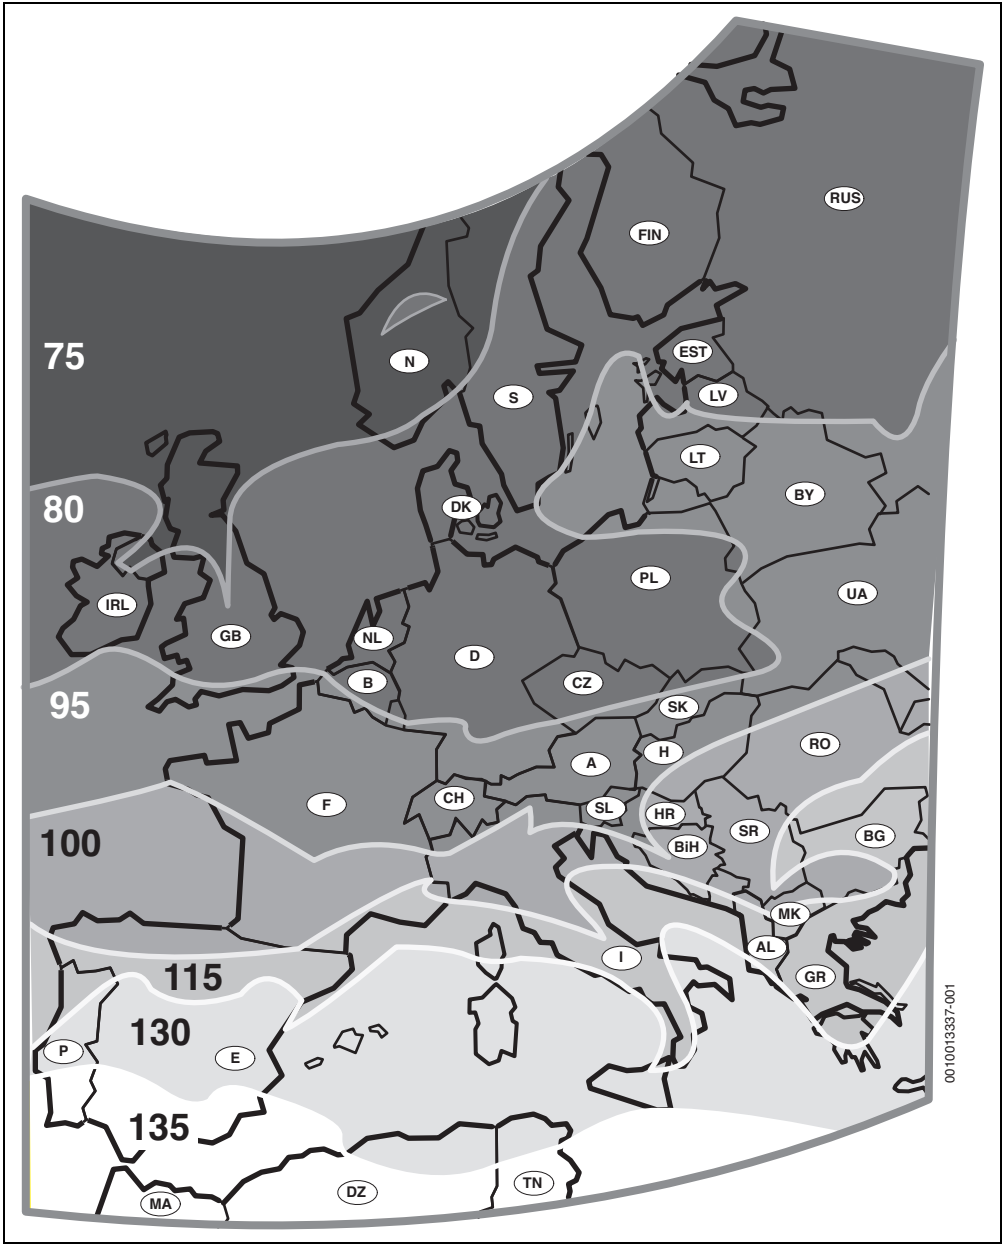 RUS
FIN
75
N
EST
LV
S
LT
80
DK
BY
PL
UA
IRL
GB
NL
D
B
CZ
95
SK
RO
H
A
CH
F
SL
HR
SR
BG
100
BiH
MK
AL
I
115
GR
130
P
E
135
TN
DZ
MA
0010013337-001